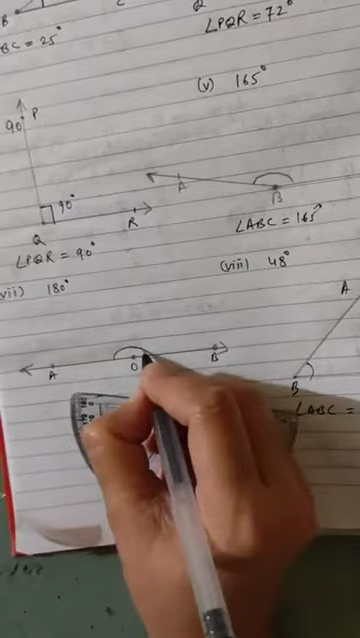 B C Q
BC = 25°
∠PQR = 72°
(v) 165°
P
90
90°
A
B
Q R
∠ABC = 165°
∠PQR = 90°
vii) 180°
(viii) 48°
A
A O B
B
∠ABC =